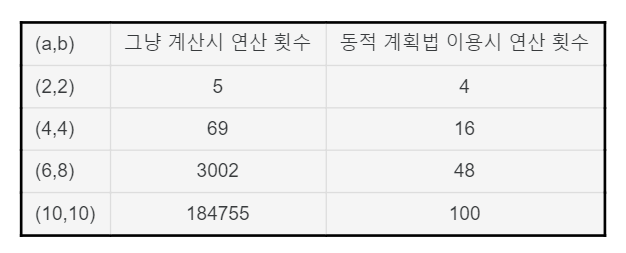 (a,b) 그냥 계산시 연산 횟수 동적 계획법 이용시 연산 횟수
(2,2) 5 4
(4,4) 69 16
(6,8) 3002 48
(10,10) 184755 100